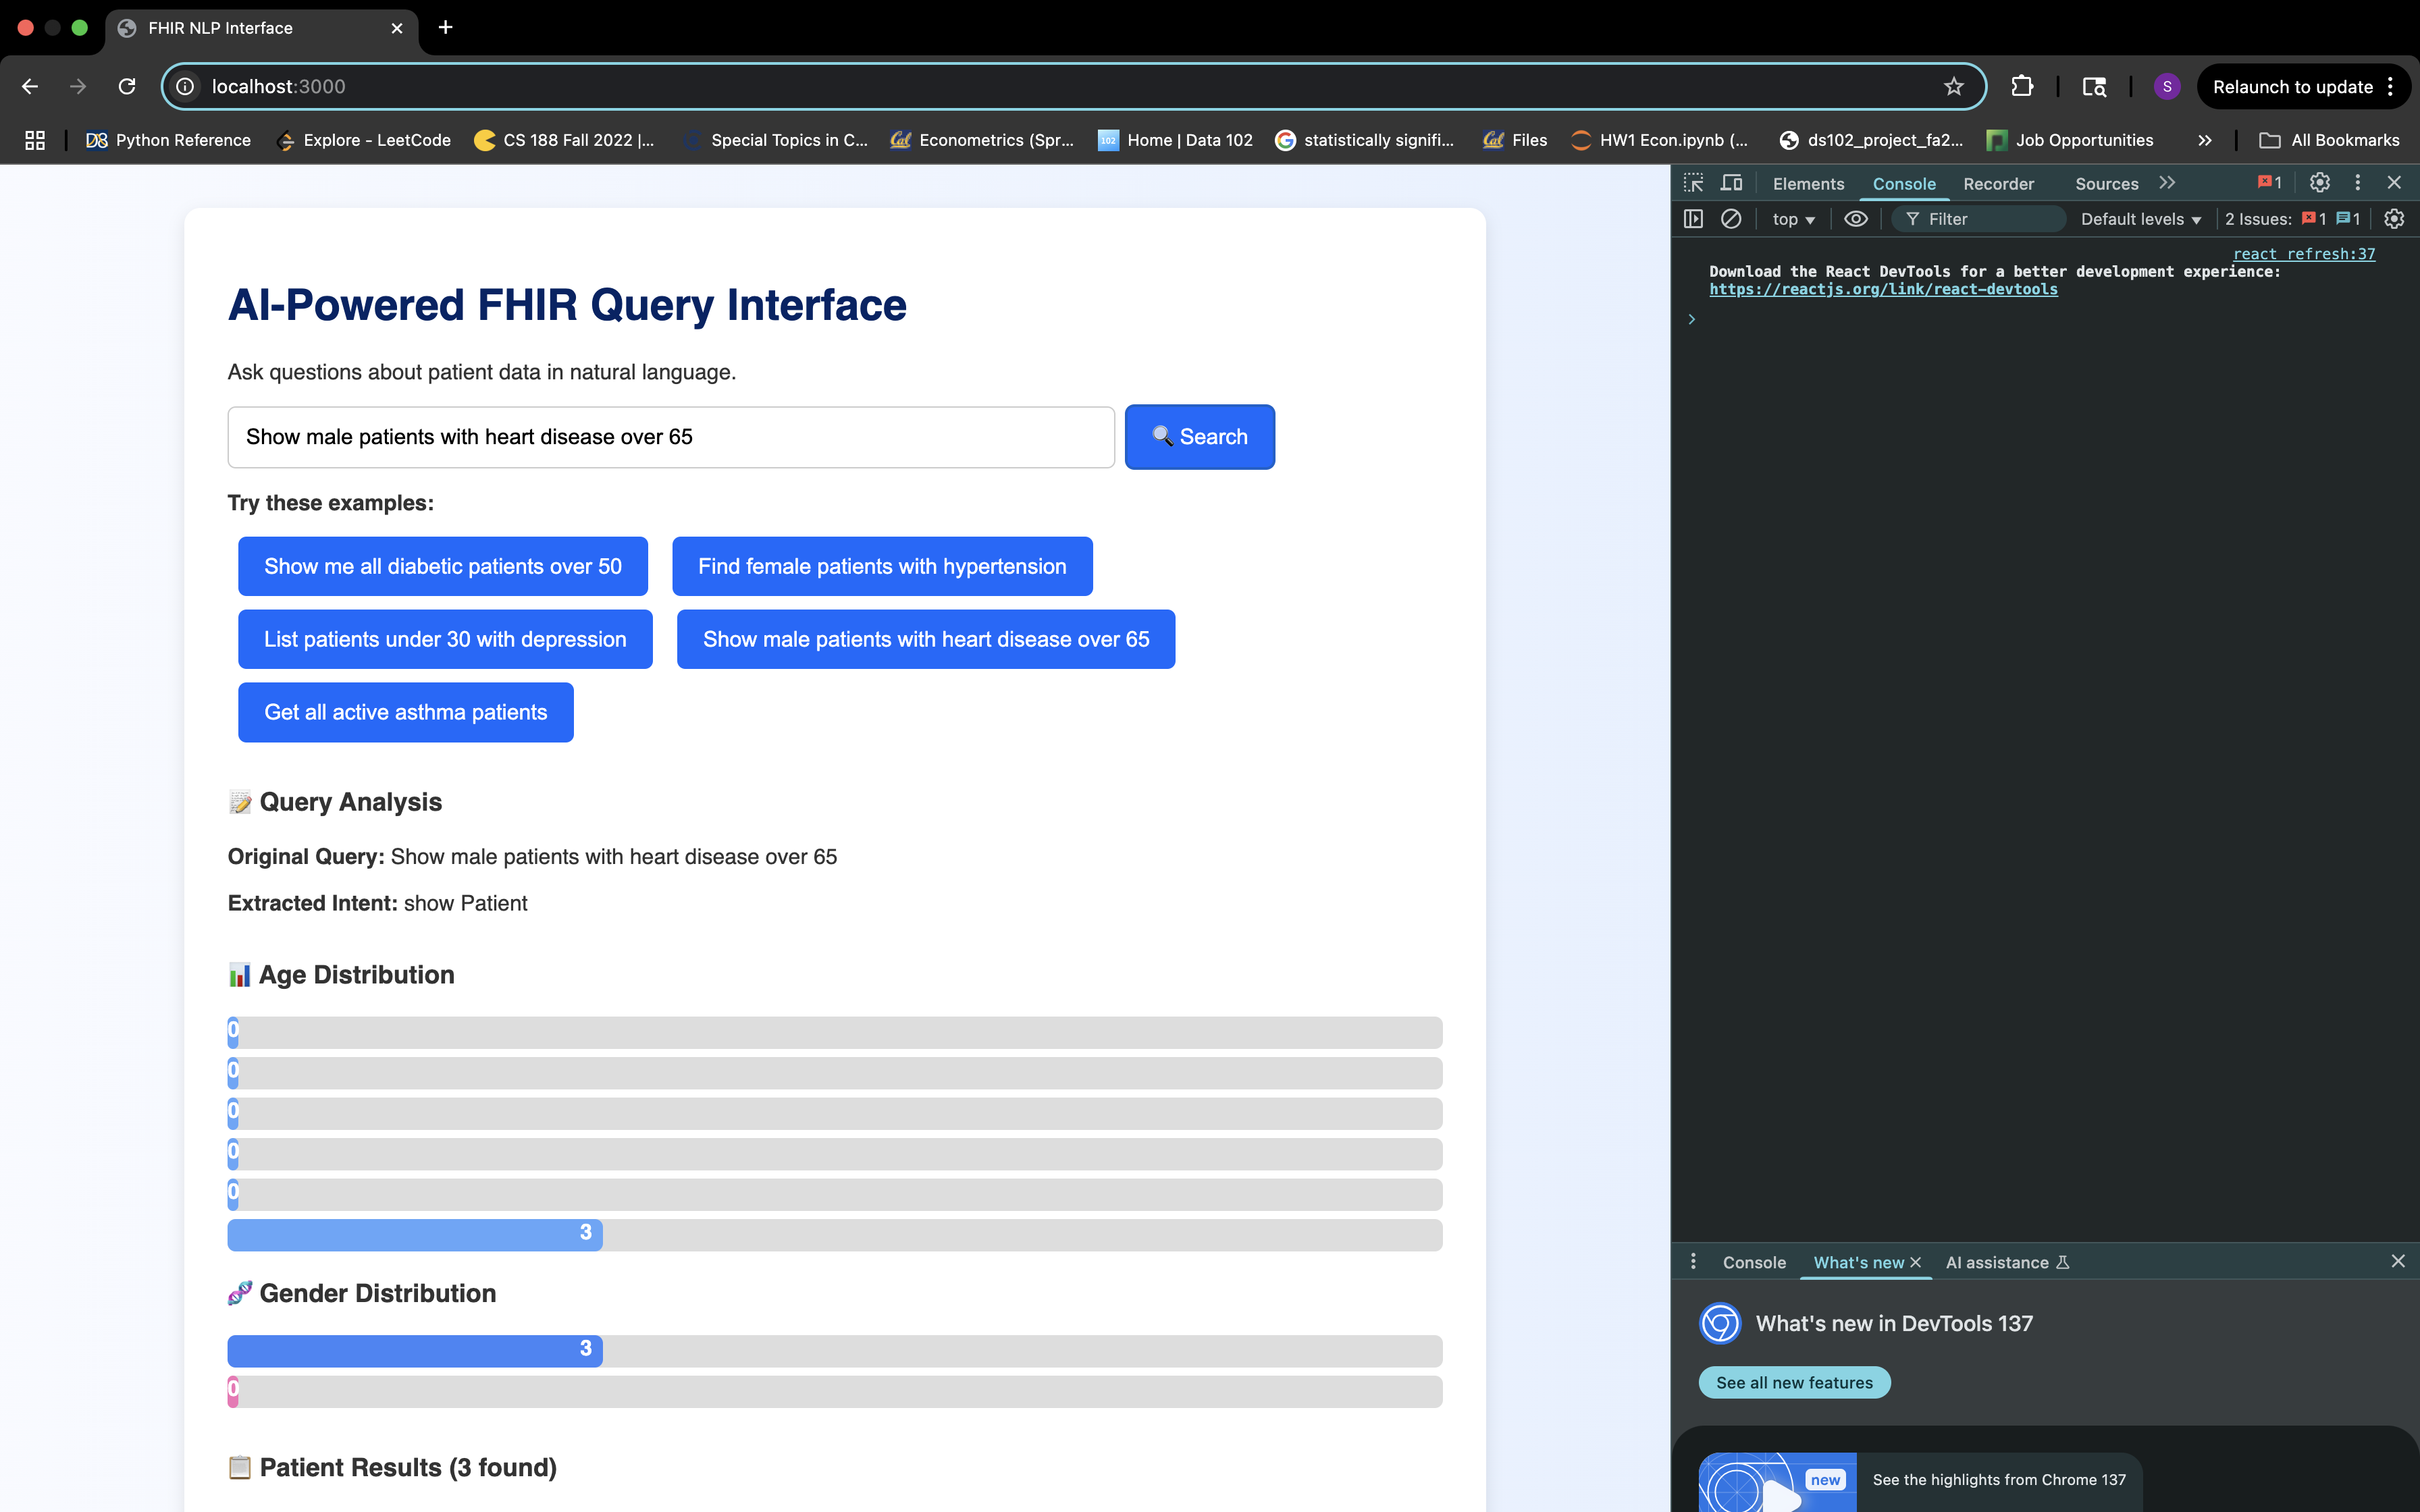 FHIR NLP Interface
localhost:3000
S
Relaunch to update
Python Reference
Explore - LeetCode
CS 188 Fall 2022 |...
Special Topics in C...
Cal
Econometrics (Spr...
102
Home | Data 102
statistically signifi...
Cal
Files
HW1 Econ.ipynb (...
ds102_project_fa2...
Job Opportunities
All Bookmarks
AI-Powered FHIR Query Interface
Ask questions about patient data in natural language.
Show male patients with heart disease over 65
Search
Try these examples:
Show me all diabetic patients over 50
Find female patients with hypertension
List patients under 30 with depression
Show male patients with heart disease over 65
Get all active asthma patients
Query Analysis
Original Query: Show male patients with heart disease over 65
Extracted Intent: show Patient
Age Distribution
0
0
0
0
0
3
Gender Distribution
3
0
Patient Results (3 found)
Elements
Console
Recorder
Sources
1
top
Filter
Default levels
2 Issues: 1 1
react refresh:37
Download the React DevTools for a better development experience:
https://reactjs.org/link/react-devtools
Console
What's new
AI assistance
What's new in DevTools 137
See all new features
new
See the highlights from Chrome 137